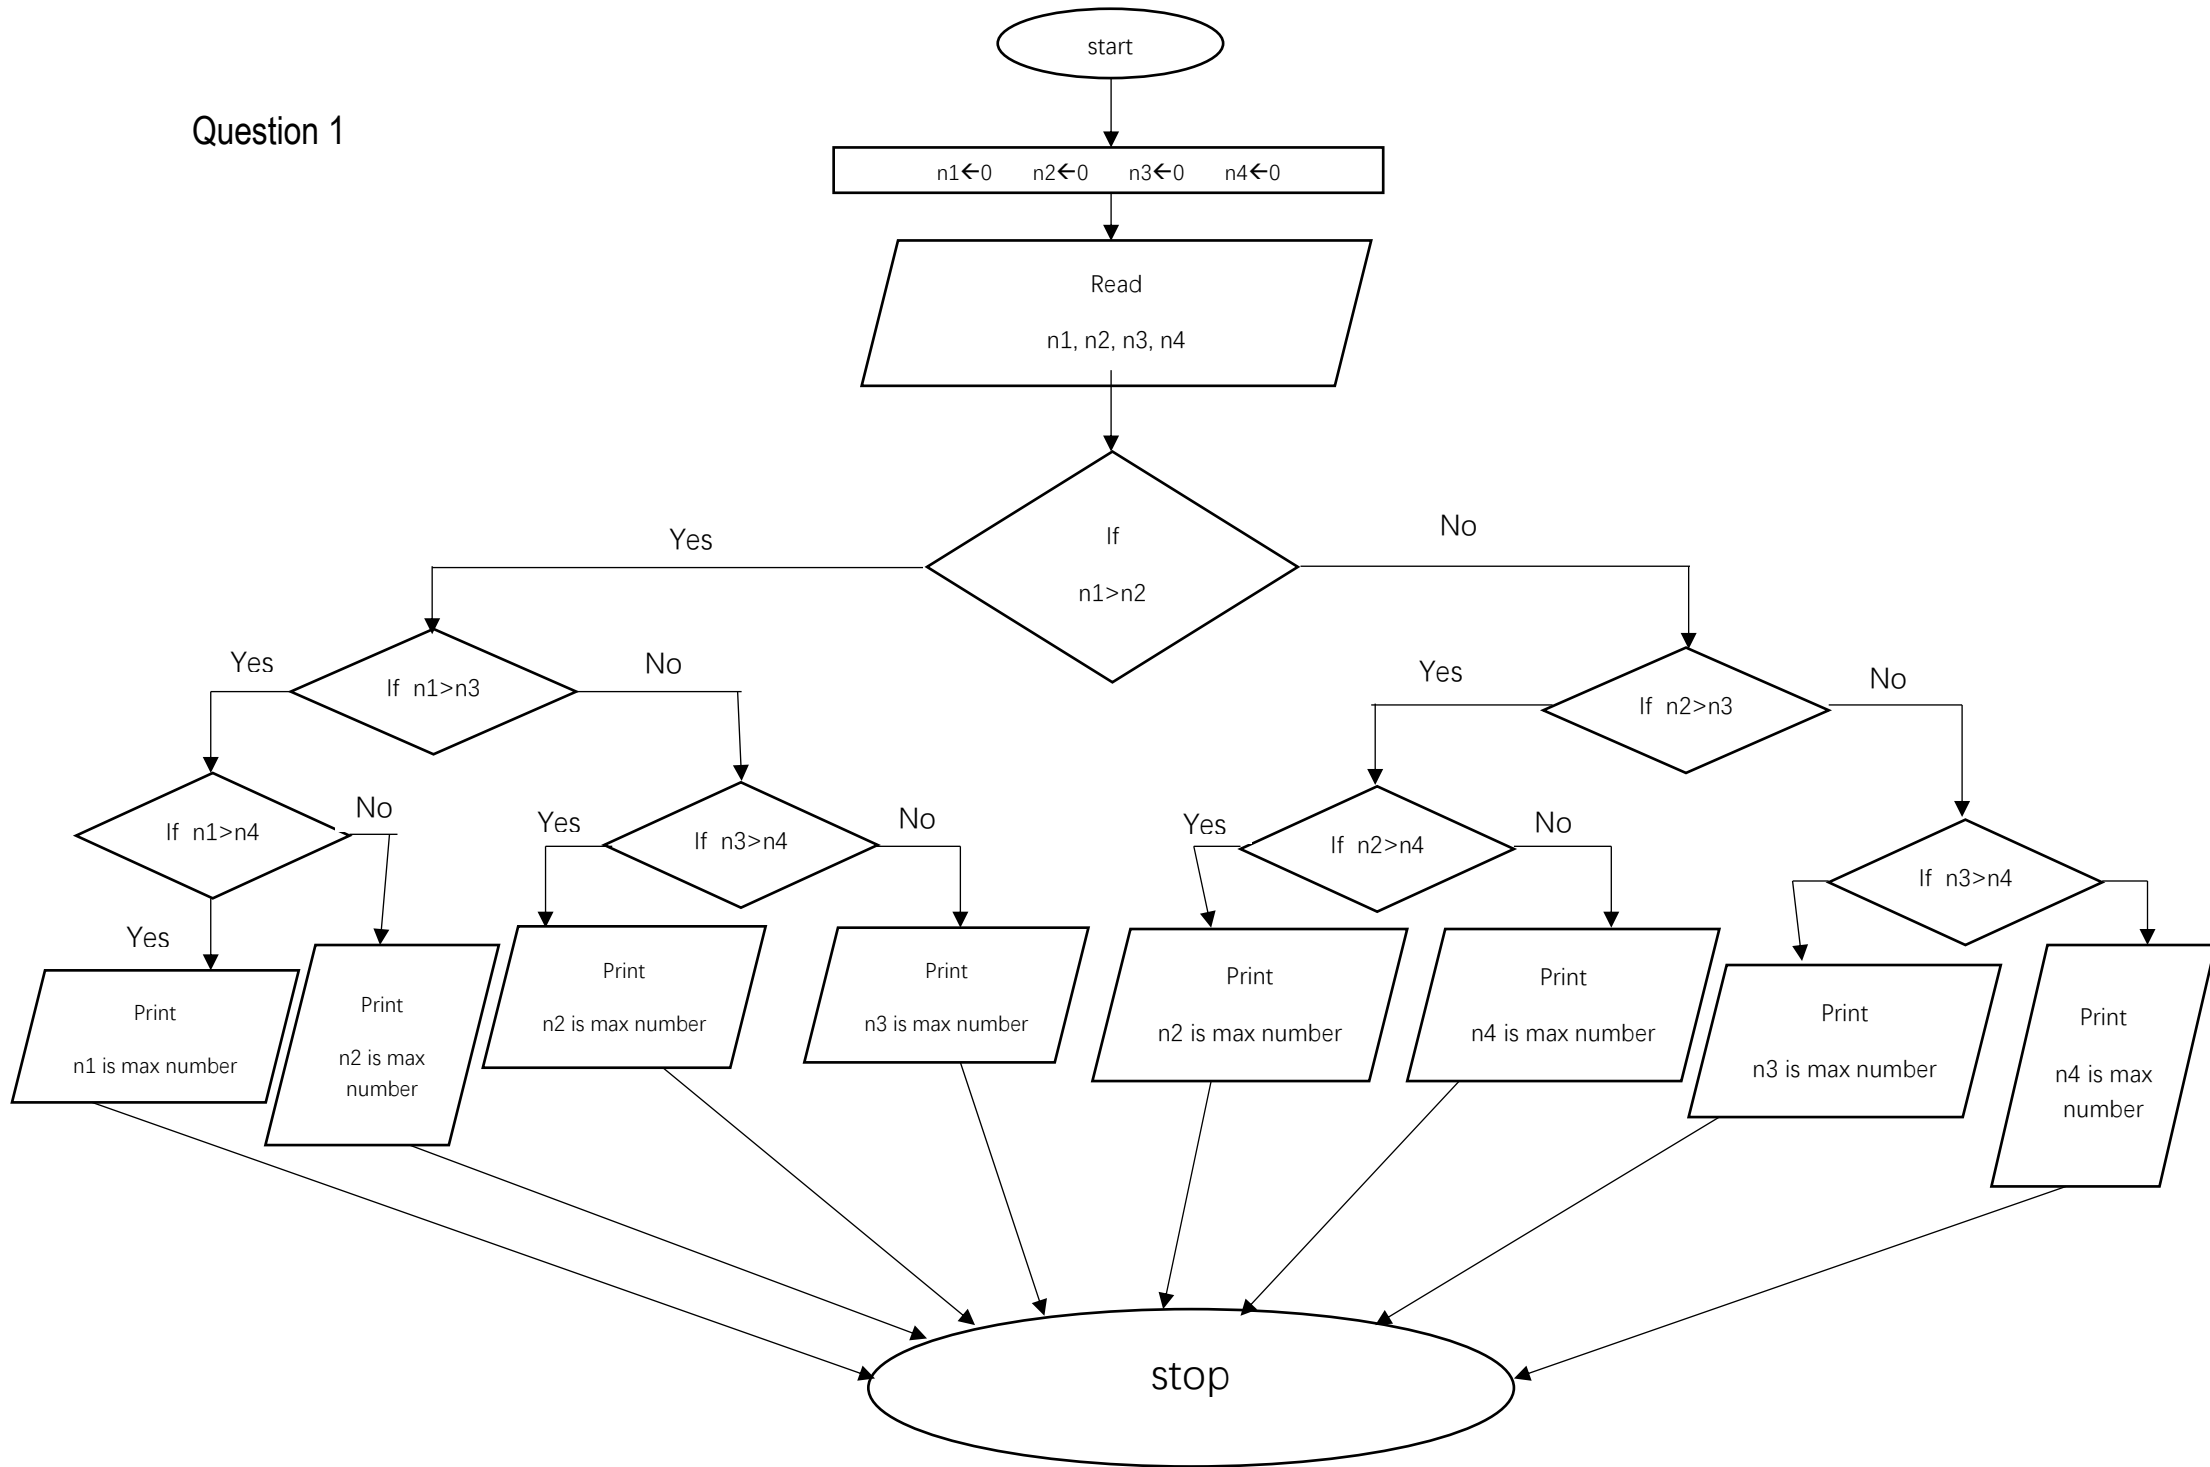 start
Question 1
n1←0 n2←0 n3←0 n4←0
Read
n1, n2, n3, n4
If
n1>n2
Yes
No
If n1>n3
Yes
No
If n2>n3
Yes
No
If n1>n4
No
Yes
If n3>n4
Yes
No
If n2>n4
Yes
No
If n3>n4
Print
n1 is max number
Print
n2 is max
number
Print
n2 is max number
Print
n3 is max number
Print
n2 is max number
Print
n4 is max number
Print
n3 is max number
Print
n4 is max
number
stop